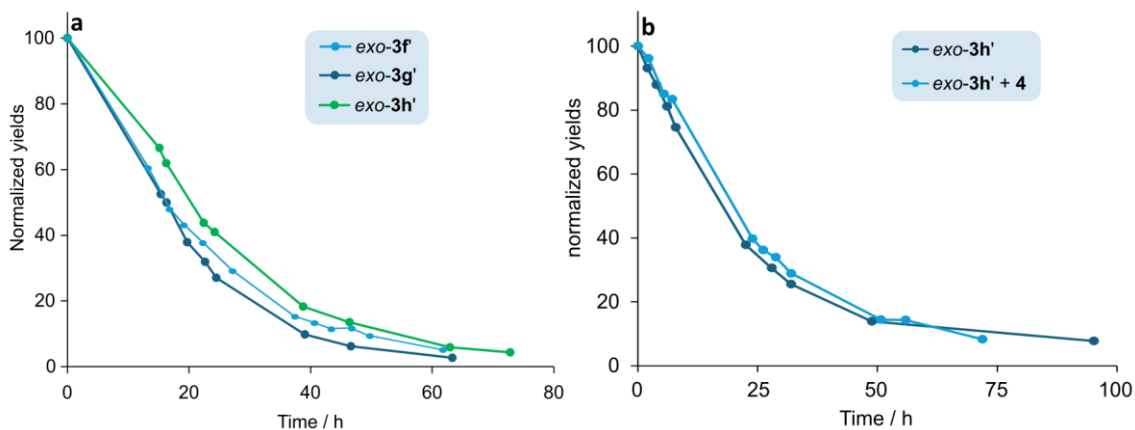 a
exo-3f'
exo-3g'
exo-3h'
Normalized yields
100
80
60
40
20
0
0 20 40 60 80
Time / h
b
exo-3h'
exo-3h' + 4
normalized yields
100
80
60
40
20
0
0 25 50 75 100
Time / h